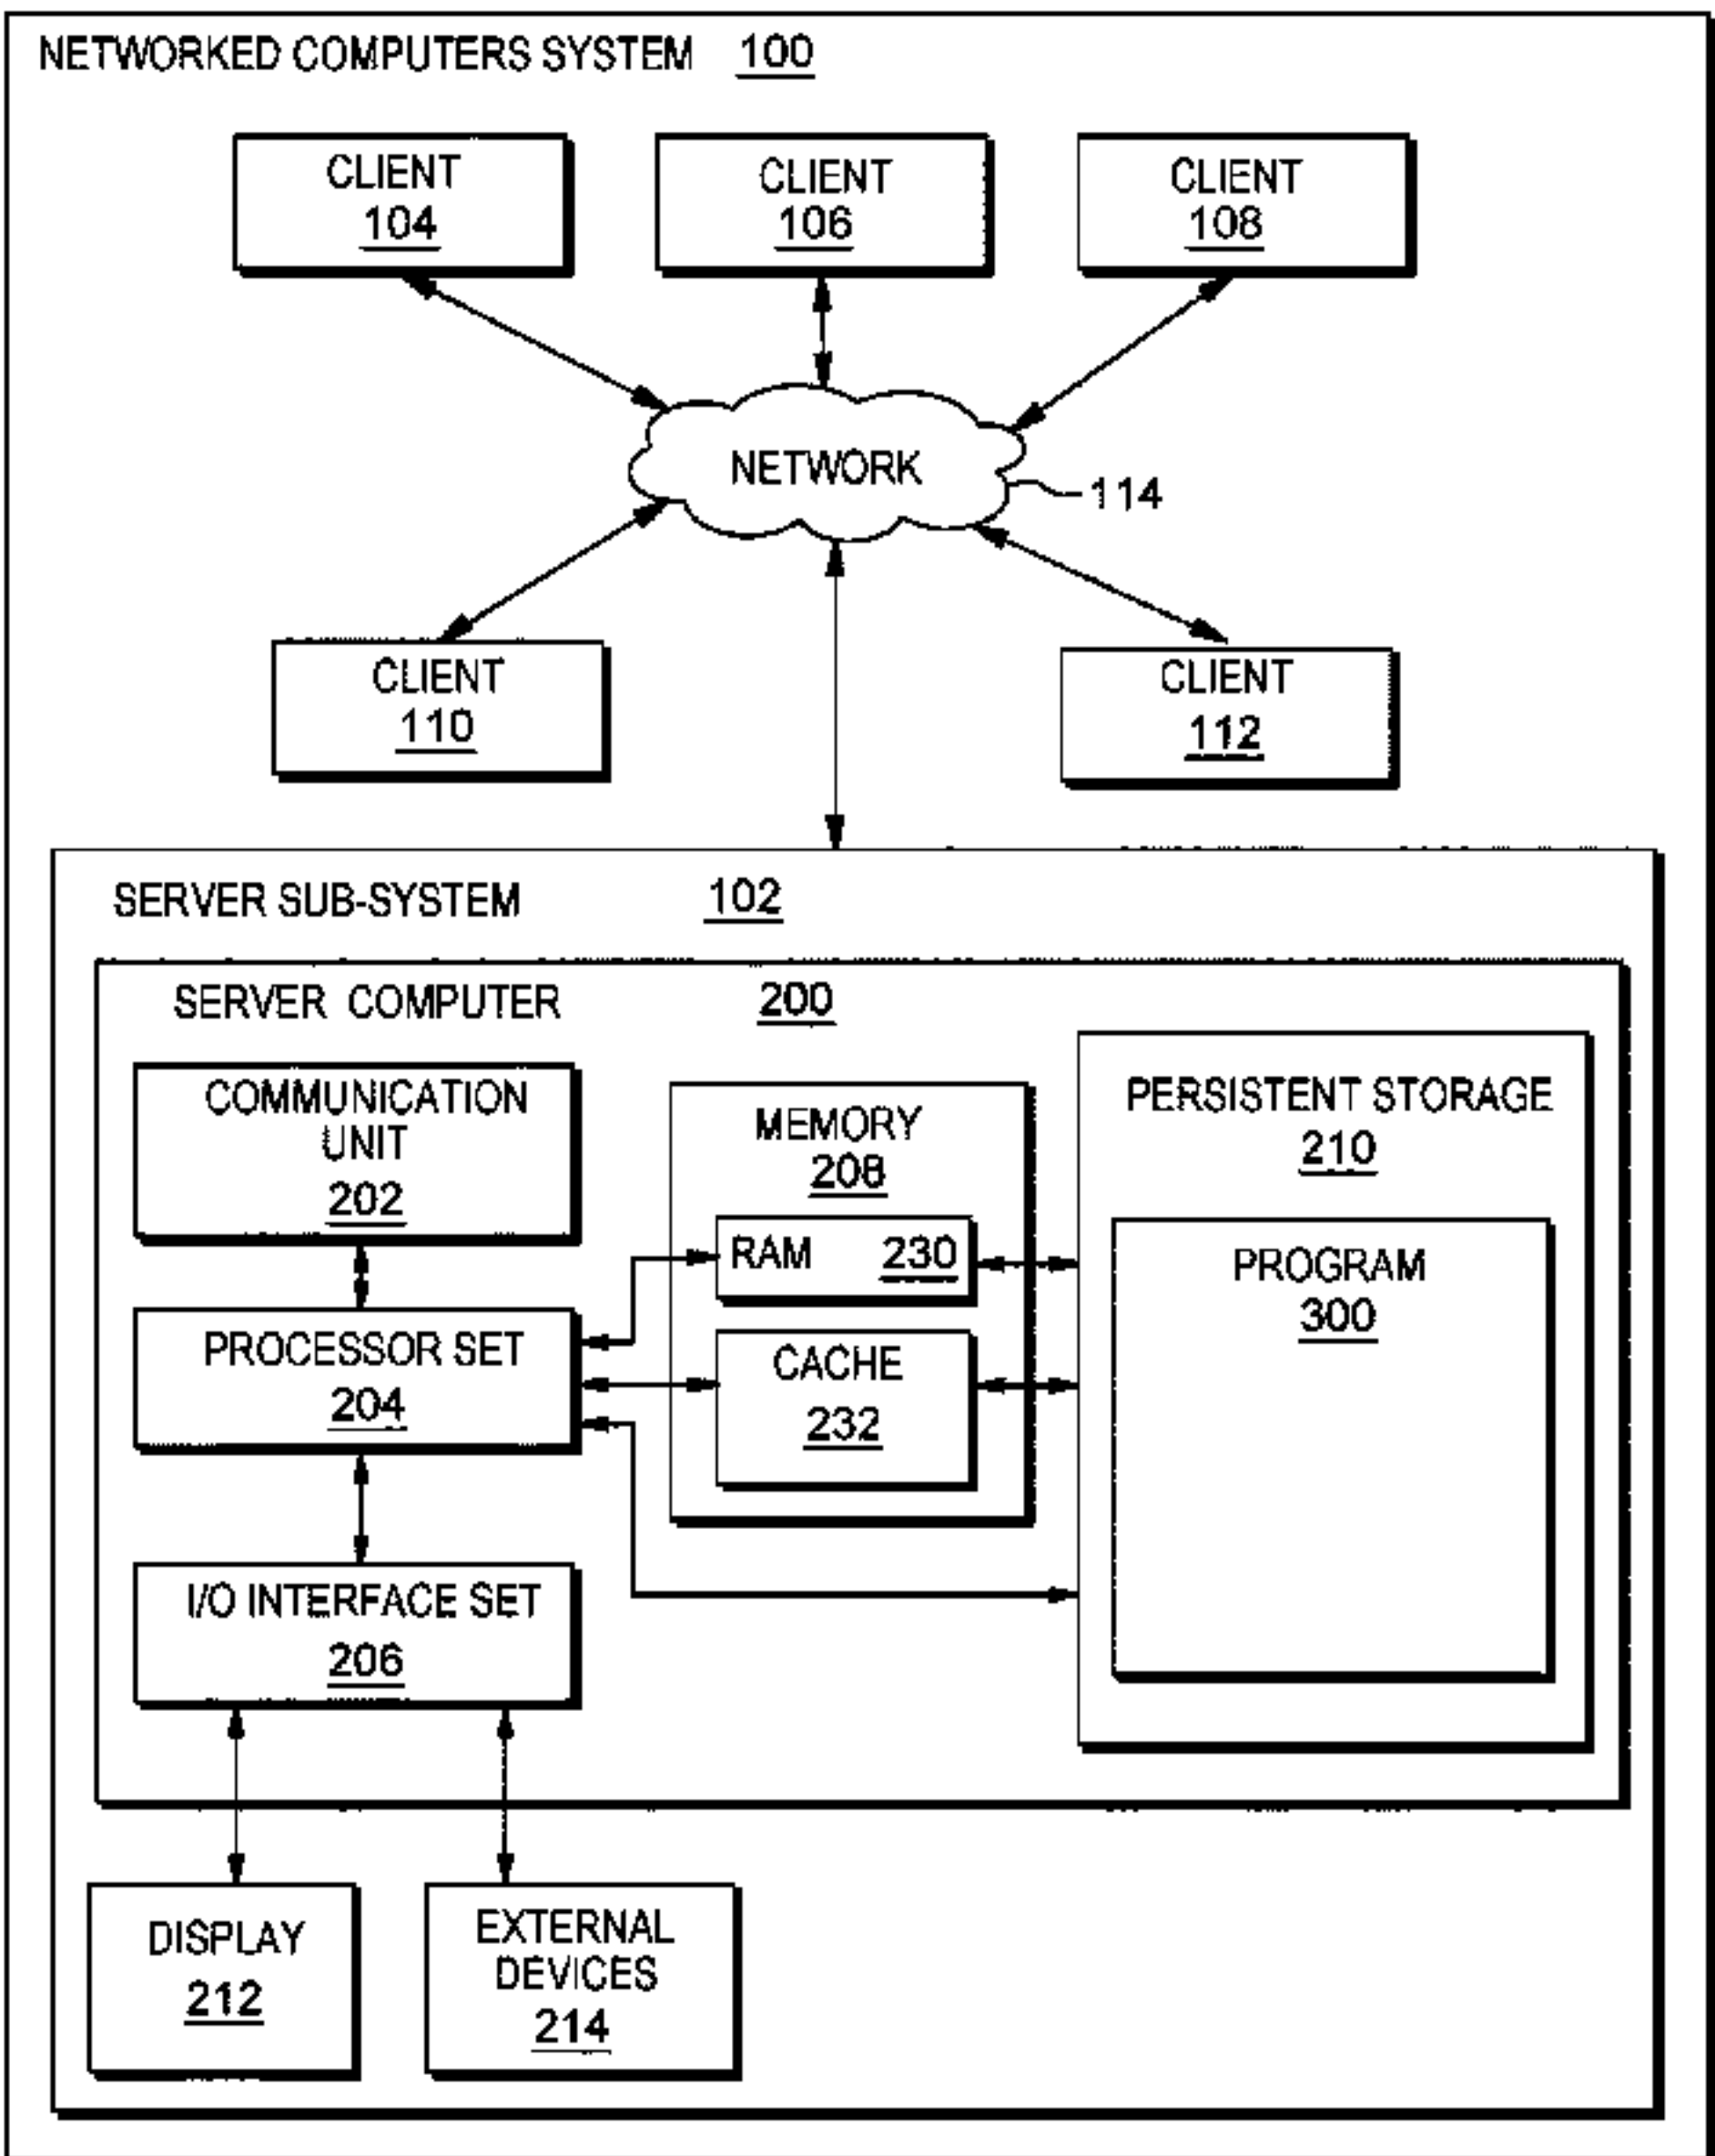 NETWORKED COMPUTERS SYSTEM 100
CLIENT
104
CLIENT
106
CLIENT
108
NETWORK
114
CLIENT
110
CLIENT
112
SERVER SUB-SYSTEM 102
SERVER COMPUTER 200
COMMUNICATION
UNIT
202
MEMORY
208
PERSISTENT STORAGE
210
RAM 230
PROGRAM
300
PROCESSOR SET
204
CACHE
232
I/O INTERFACE SET
206
DISPLAY
212
EXTERNAL
DEVICES
214